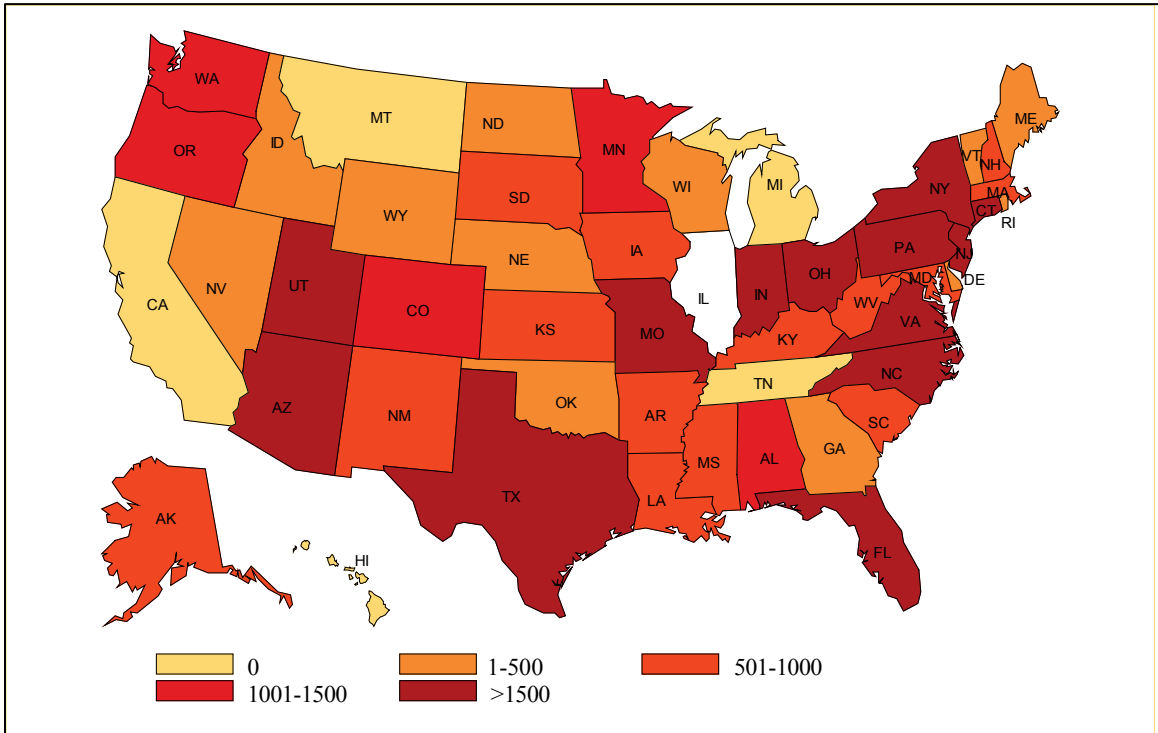 WA
MT
ND
ME
OR
ID
MN
VT
NH
WI
MI
NY
MA
SD
CT
RI
WY
IA
PA
NJ
NE
OH
MD
DE
NV
UT
IL
IN
WV
CA
CO
VA
KS
MO
KY
NC
TN
AZ
NM
OK
AR
SC
MS
AL
GA
TX
LA
AK
FL
HI
0
1-500
501-1000
1001-1500
>1500